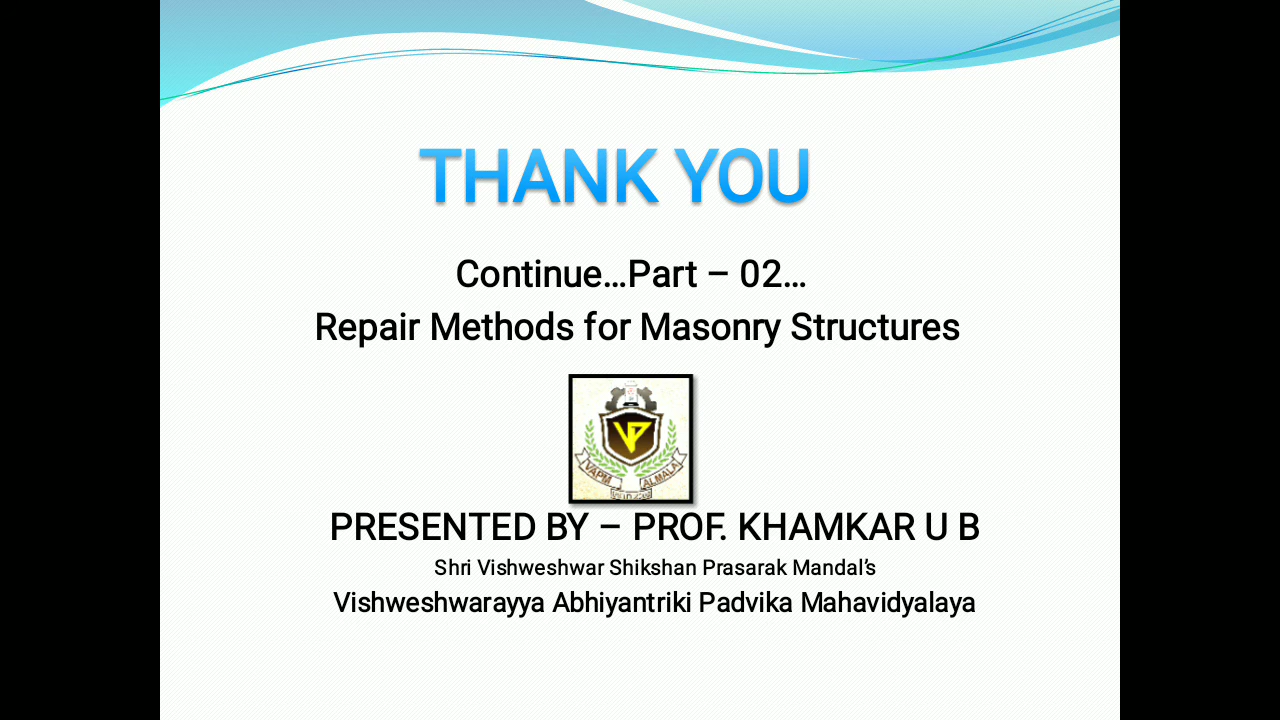 THANK YOU
Continue...Part – 02...
Repair Methods for Masonry Structures
VP
VAPM
ALMALA
PRESENTED BY – PROF. KHAMKAR U B
Shri Vishweshwar Shikshan Prasarak Mandal's
Vishweshwarayya Abhiyantriki Padvika Mahavidyalaya